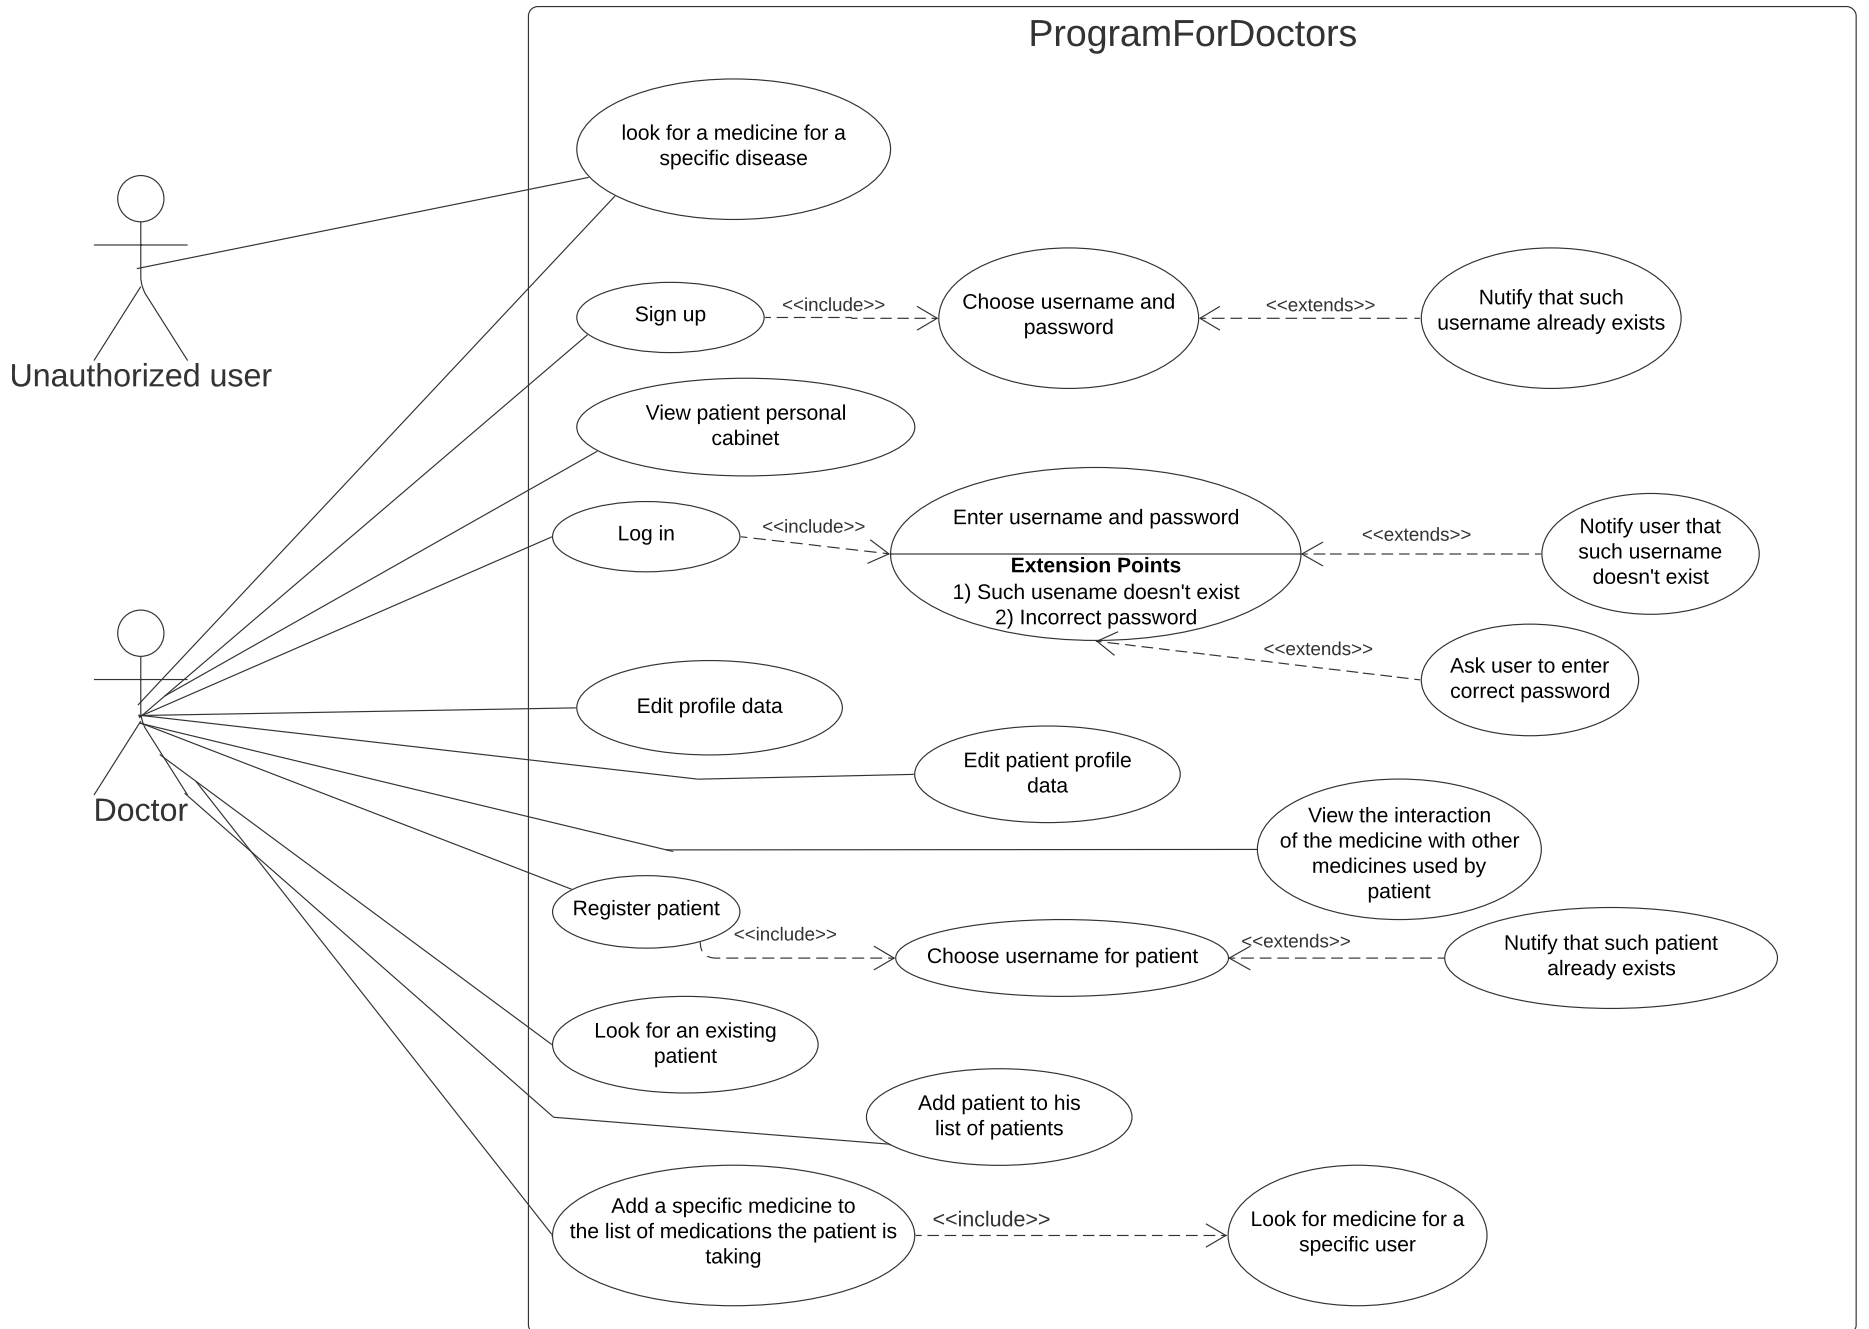 ProgramForDoctors
look for a medicine for a
specific disease
Unauthorized user
Sign up
<<include>>
Choose username and
password
<<extends>>
Nutify that such
username already exists
View patient personal
cabinet
Log in
<<include>>
Enter username and password
Extension Points
1) Such usename doesn't exist
2) Incorrect password
<<extends>>
Notify user that
such username
doesn't exist
<<extends>>
Ask user to enter
correct password
Doctor
Edit profile data
Edit patient profile
data
View the interaction
of the medicine with other
medicines used by
patient
Register patient
<<include>>
Choose username for patient
<<extends>>
Nutify that such patient
already exists
Look for an existing
patient
Add patient to his
list of patients
Add a specific medicine to
the list of medications the patient is
taking
<<include>>
Look for medicine for a
specific user